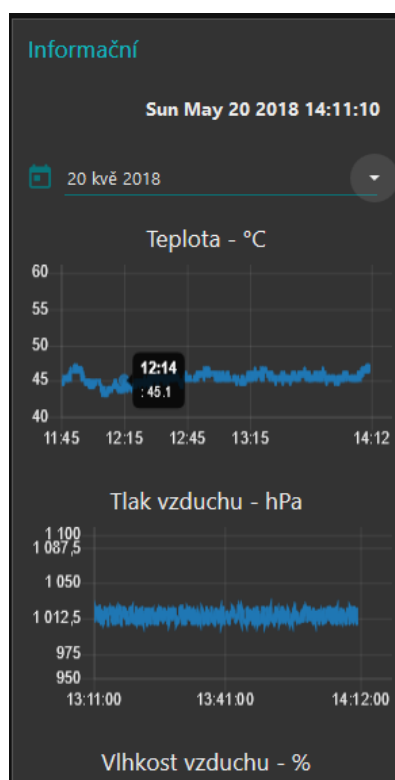 Informační
Sun May 20 2018 14:11:10
20 kvě 2018
Teplota - °C
60
55
50
45
40
12:14
: 45.1
11:45 12:15 12:45 13:15 14:12
Tlak vzduchu - hPa
1 100
1 087,5
1 050
1 012,5
975
950
13:11:00 13:41:00 14:12:00
Vlhkost vzduchu - %